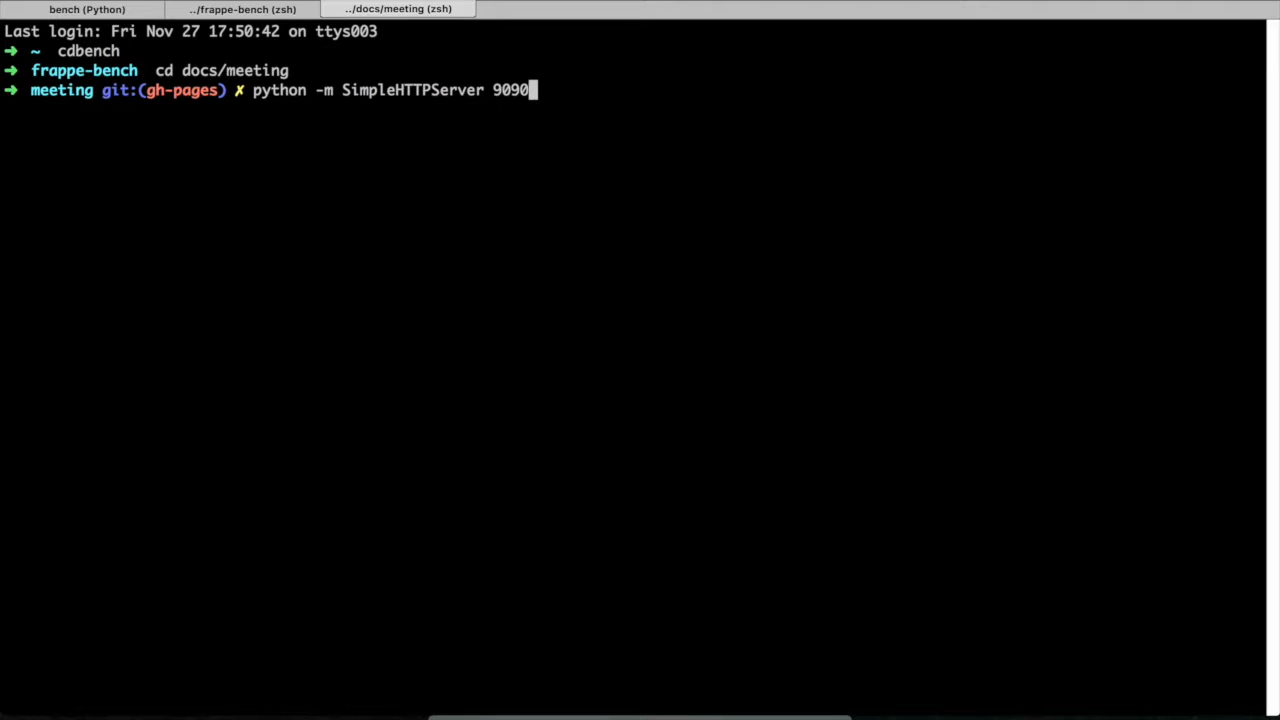 bench (Python) ../frappe-bench (zsh) ../docs/meeting (zsh)
Last login: Fri Nov 27 17:50:42 on ttys003
➜ ~ cdbench
➜ frappe-bench cd docs/meeting
➜ meeting git:(gh-pages) ✗ python -m SimpleHTTPServer 9090